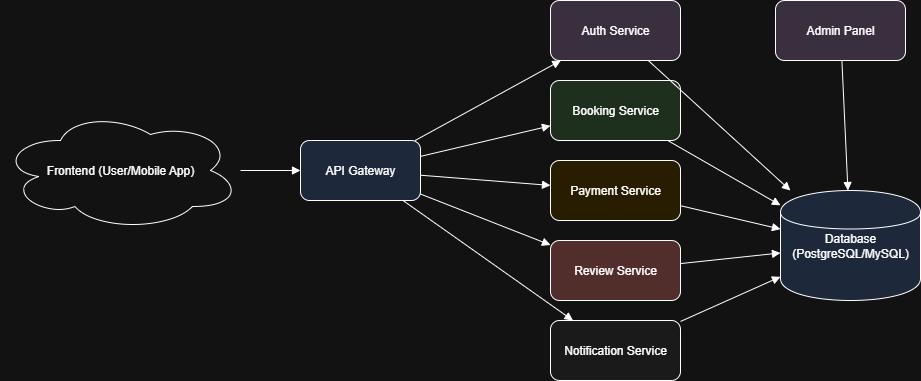 Auth Service
Admin Panel
Booking Service
Frontend (User/Mobile App)
API Gateway
Payment Service
Database
(PostgreSQL/MySQL)
Review Service
Notification Service